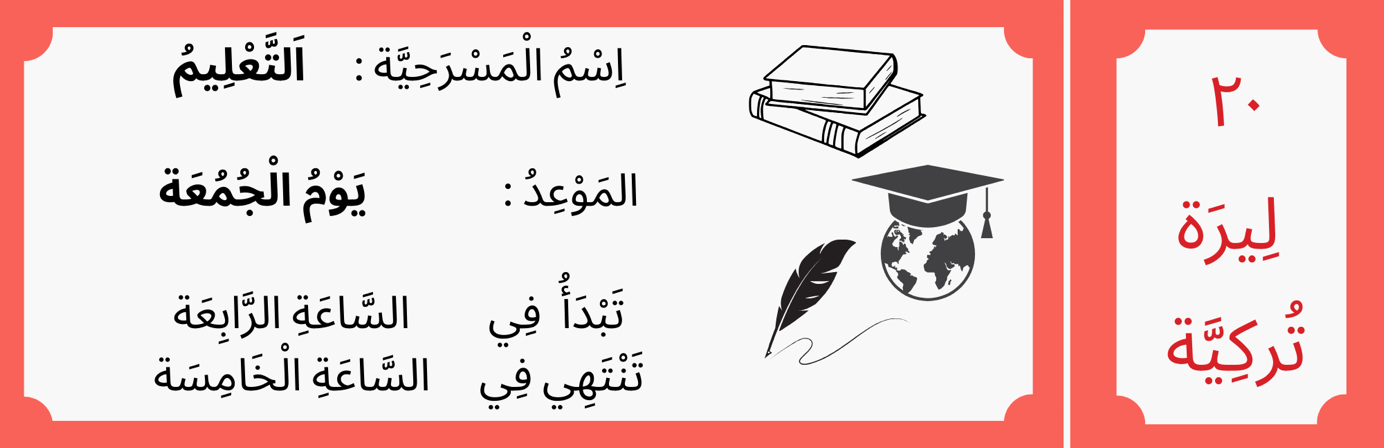 اِسْمُ الْمَسْرَحِيَّة : اَلتَّعْلِيمُ
المَوْعِدُ : يَوْمُ الْجُمُعَة
تَبْدَأُ فِي السَّاعَةِ الرَّابِعَة
تَنْتَهِي فِي السَّاعَةِ الْخَامِسَة
٢٠
لِيرَة
تُركِيَّة